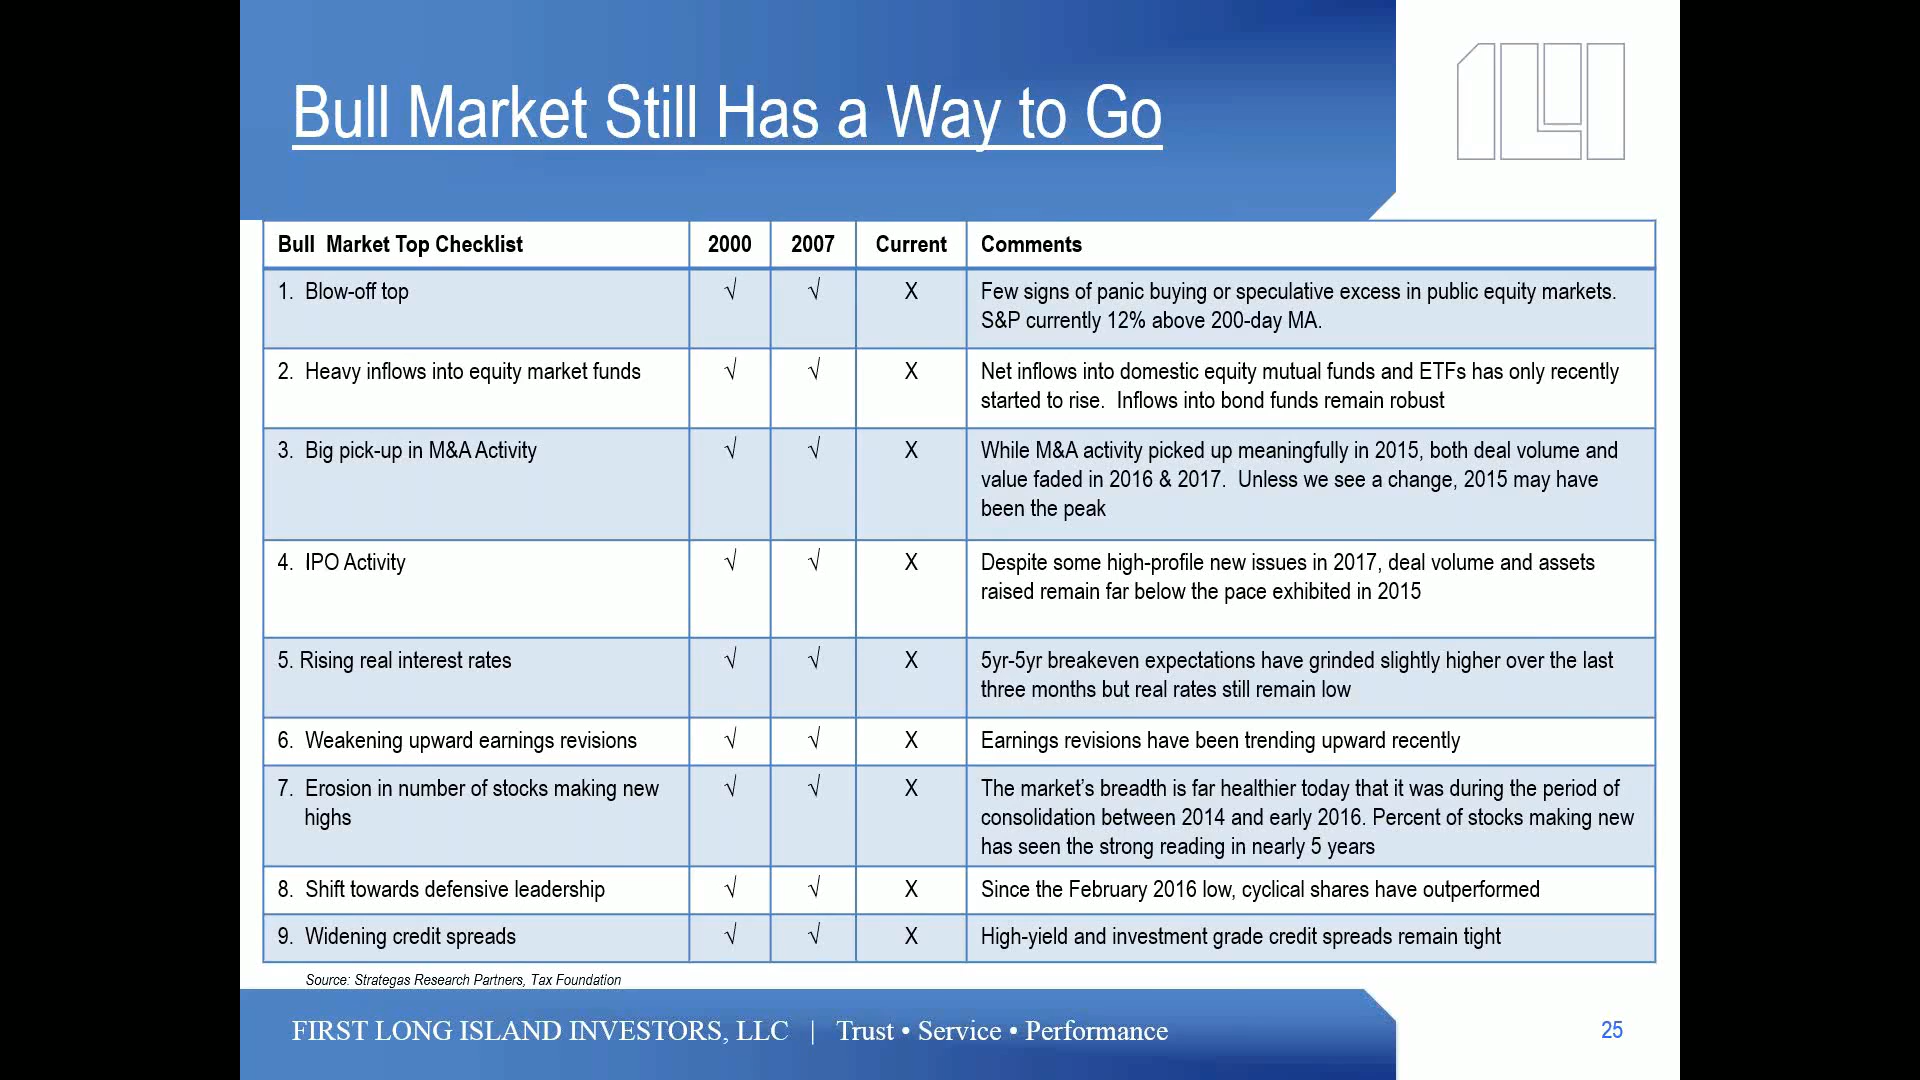 Bull Market Still Has a Way to Go
Bull  Market Top Checklist 2000 2007 Current Comments
1.  Blow-off top √ √ X Few signs of panic buying or speculative excess in public equity markets.
S&P currently 12% above 200-day MA.
2.  Heavy inflows into equity market funds √ √ X Net inflows into domestic equity mutual funds and ETFs has only recently
started to rise.  Inflows into bond funds remain robust
3.  Big pick-up in M&A Activity √ √ X While M&A activity picked up meaningfully in 2015, both deal volume and
value faded in 2016 & 2017.  Unless we see a change, 2015 may have
been the peak
4.  IPO Activity √ √ X Despite some high-profile new issues in 2017, deal volume and assets
raised remain far below the pace exhibited in 2015
5. Rising real interest rates √ √ X 5yr-5yr breakeven expectations have grinded slightly higher over the last
three months but real rates still remain low
6.  Weakening upward earnings revisions √ √ X Earnings revisions have been trending upward recently
7.  Erosion in number of stocks making new √ √ X The market’s breadth is far healthier today that it was during the period of
highs consolidation between 2014 and early 2016. Percent of stocks making new
has seen the strong reading in nearly 5 years
8.  Shift towards defensive leadership √ √ X Since the February 2016 low, cyclical shares have outperformed
9.  Widening credit spreads √ √ X High-yield and investment grade credit spreads remain tight
Source: Strategas Research Partners, Tax Foundation
FIRST LONG ISLAND INVESTORS, LLC | Trust • Service • Performance
25